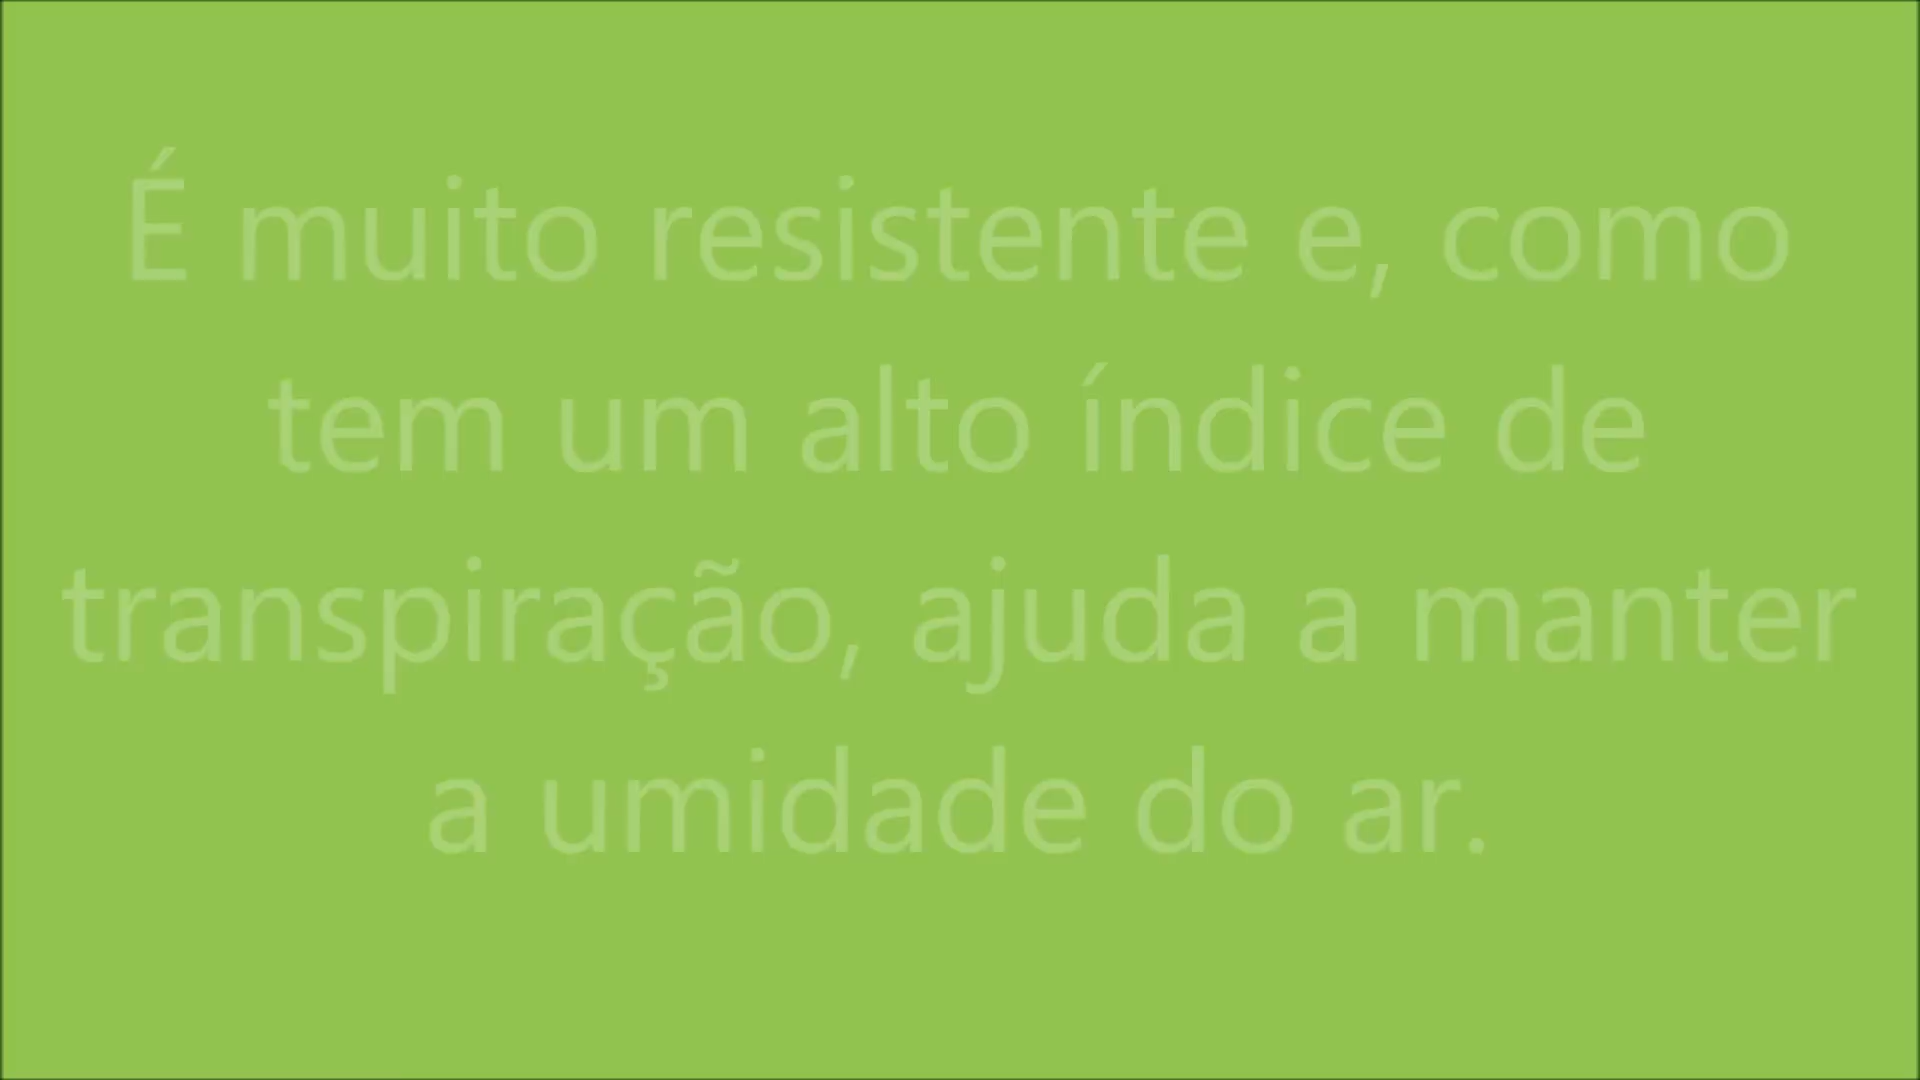 É muito resistente e, como
tem um alto índice de
transpiração, ajuda a manter
a umidade do ar.